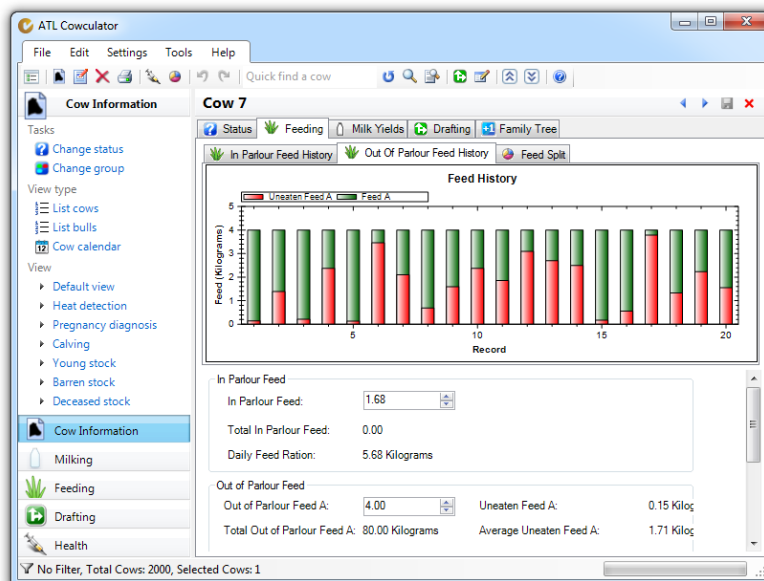 ATL Cowculator
File Edit Settings Tools Help
Quick find a cow
Cow Information
Tasks
Change status
Change group
View type
List cows
List bulls
12 Cow calendar
View
Default view
Heat detection
Pregnancy diagnosis
Calving
Young stock
Barren stock
Deceased stock
Cow Information
Milking
Feeding
Drafting
Health
Cow 7
Status Feeding Milk Yields Drafting +1 Family Tree
In Parlour Feed History Out Of Parlour Feed History Feed Split
Feed History
Uneaten Feed A Feed A
Feed (Kilograms)
5
4
3
2
1
0
5 10 15 20
Record
In Parlour Feed
In Parlour Feed: 1.68
Total In Parlour Feed: 0.00
Daily Feed Ration: 5.68 Kilograms
Out of Parlour Feed
Out of Parlour Feed A: 4.00 Uneaten Feed A: 0.15 Kilog
Total Out of Parlour Feed A: 80.00 Kilograms Average Uneaten Feed A: 1.71 Kilog
No Filter, Total Cows: 2000, Selected Cows: 1